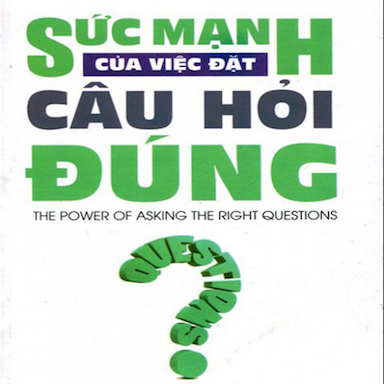 SỨC MẠNH
CỦA VIỆC ĐẶT
CÂU HỎI
ĐÚNG
THE POWER OF ASKING THE RIGHT QUESTIONS
QUESTIONS